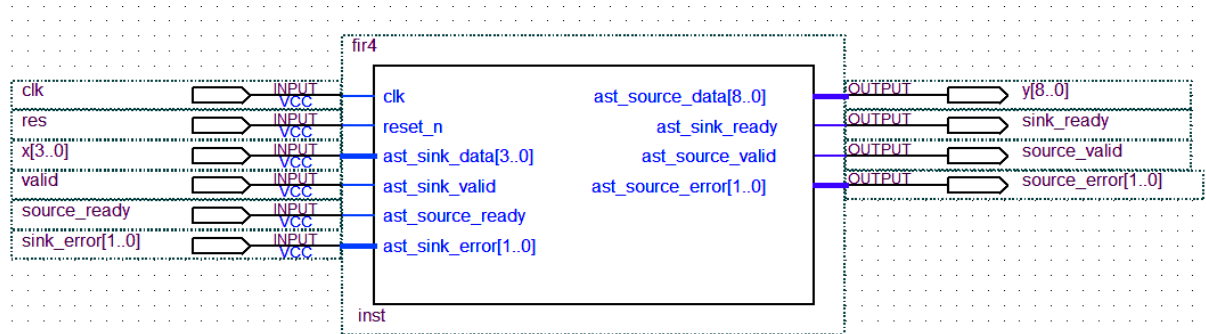 fir4
clk INPUT VCC clk ast_source_data[8..0] OUTPUT y[8..0]
res INPUT VCC reset_n ast_sink_ready OUTPUT sink_ready
x[3..0] INPUT VCC ast_sink_data[3..0] ast_source_valid OUTPUT source_valid
valid INPUT VCC ast_sink_valid ast_source_error[1..0] OUTPUT source_error[1..0]
source_ready INPUT VCC ast_source_ready
sink_error[1..0] INPUT VCC ast_sink_error[1..0]
inst